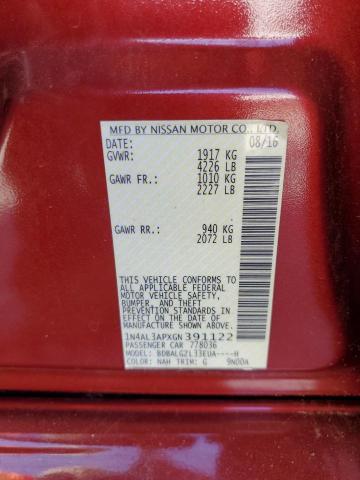 MFD BY NISSAN MOTOR CO., LTD.
DATE: 08/16
GVWR: 1917 KG
4226 LB
GAWR FR.: 1010 KG
2227 LB
GAWR RR.: 940 KG
2072 LB
THIS VEHICLE CONFORMS TO
ALL APPLICABLE FEDERAL
MOTOR VEHICLE SAFETY,
BUMPER, AND THEFT
PREVENTION STANDARDS IN
EFFECT ON THE DATE OF
MANUFACTURE SHOWN ABOVE.
1N4AL3APXGN391122
PASSENGER CAR 778036
MODEL: BDBALGZL33EUA----H
COLOR: NAH TRIM: G 9N00A